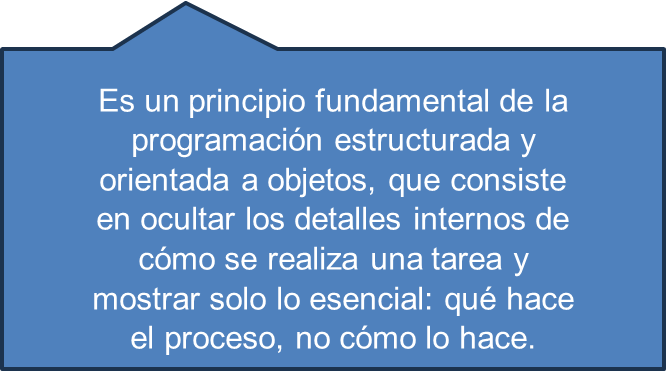 Es un principio fundamental de la
programación estructurada y
orientada a objetos, que consiste
en ocultar los detalles internos de
cómo se realiza una tarea y
mostrar solo lo esencial: qué hace
el proceso, no cómo lo hace.